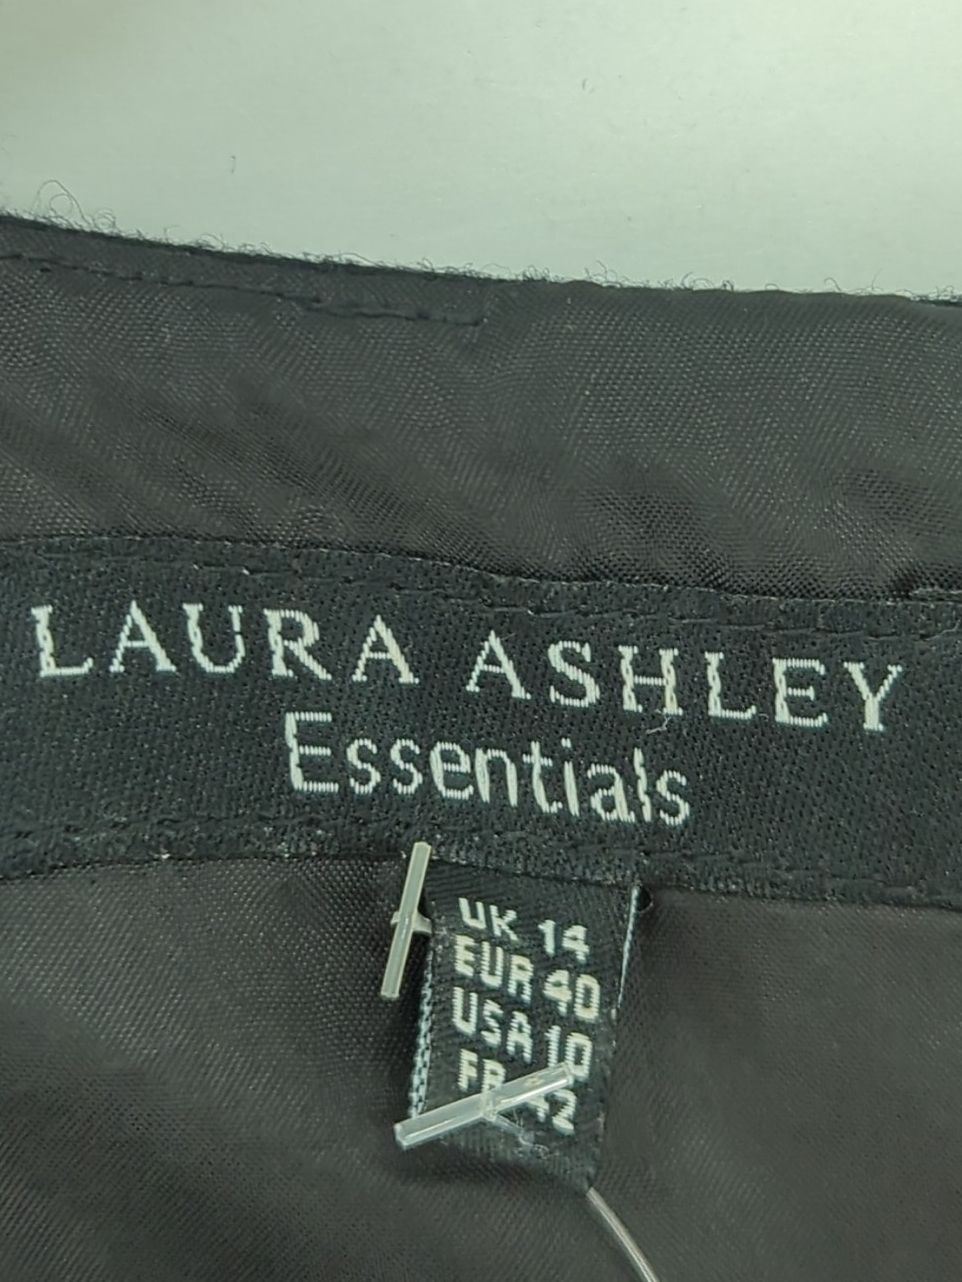 LAURA ASHLEY
Essentials
UK 14
EUR 40
USA 10
FR 42